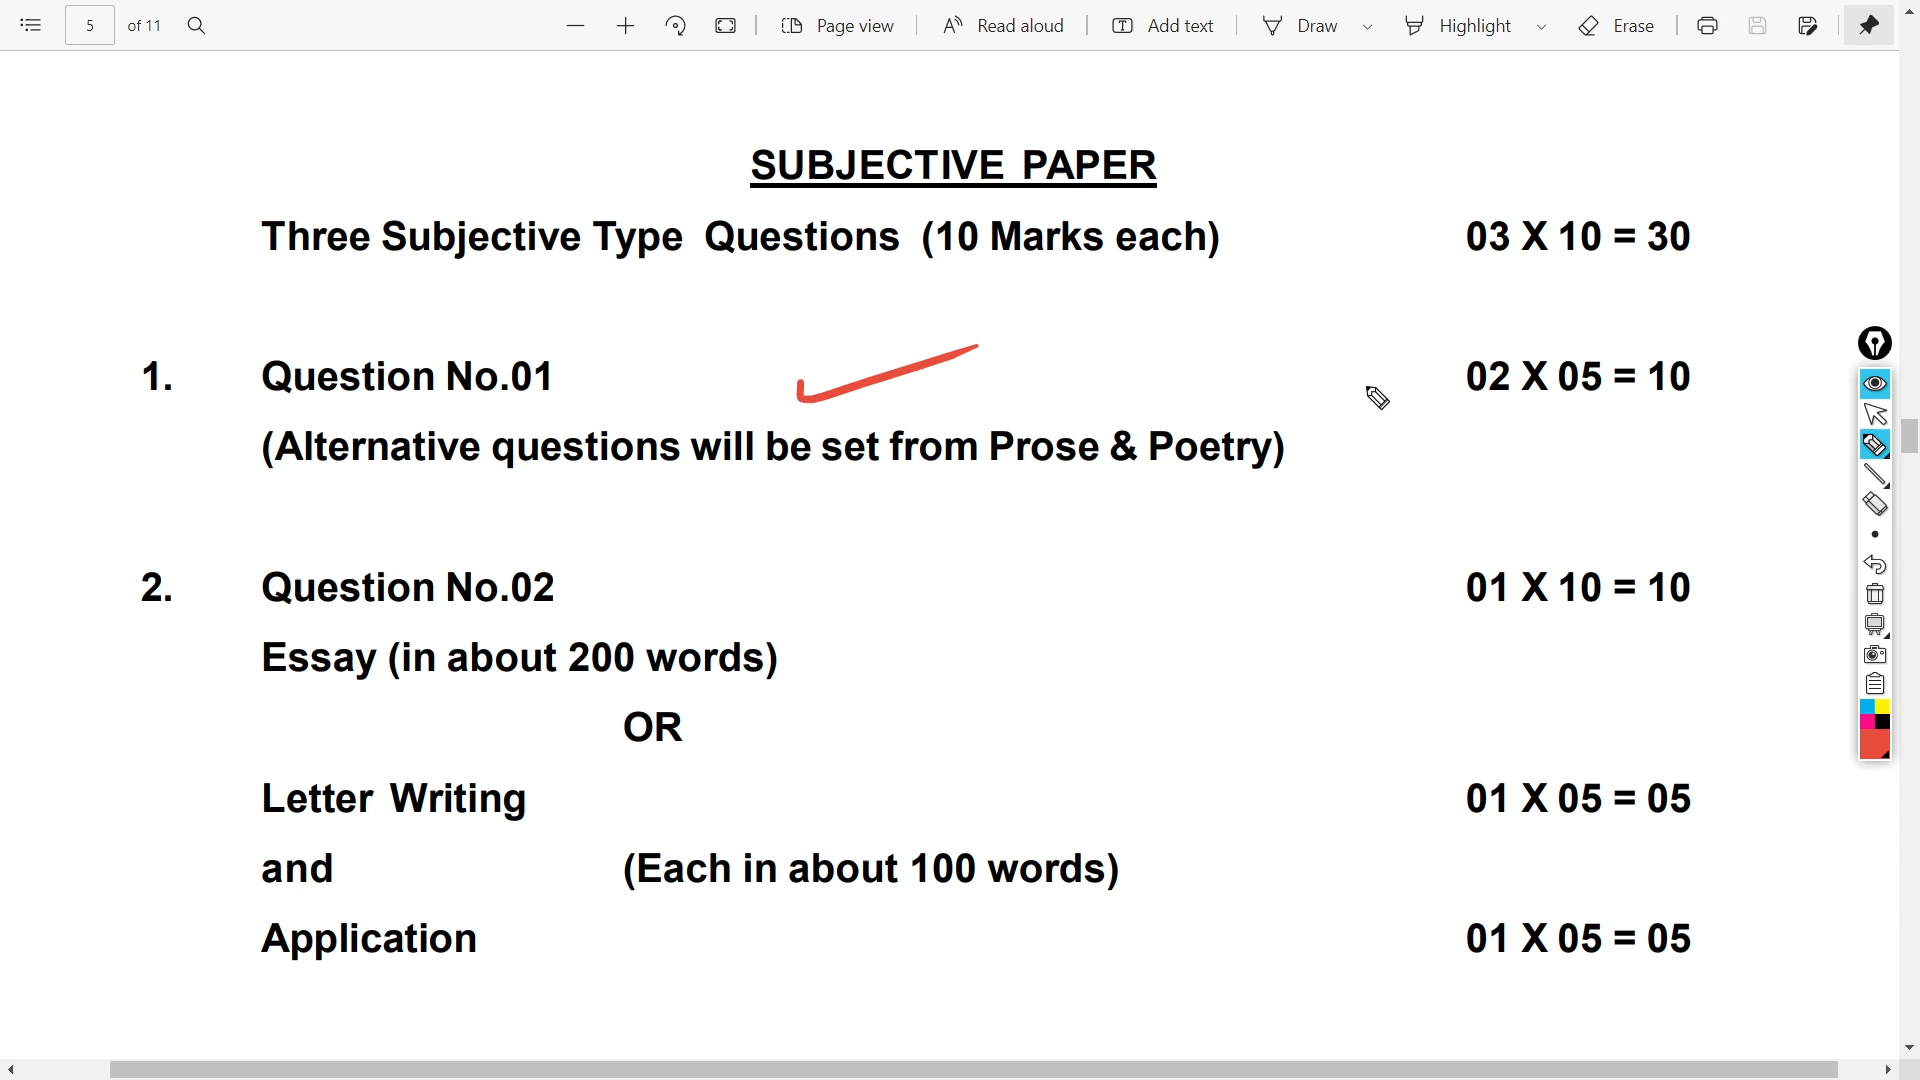 5 of 11 Page view Read aloud Add text Draw Highlight Erase
SUBJECTIVE PAPER
Three Subjective Type Questions (10 Marks each) 03 X 10 = 30
1. Question No.01 02 X 05 = 10
(Alternative questions will be set from Prose & Poetry)
2. Question No.02 01 X 10 = 10
Essay (in about 200 words)
OR
Letter Writing 01 X 05 = 05
and (Each in about 100 words)
Application 01 X 05 = 05